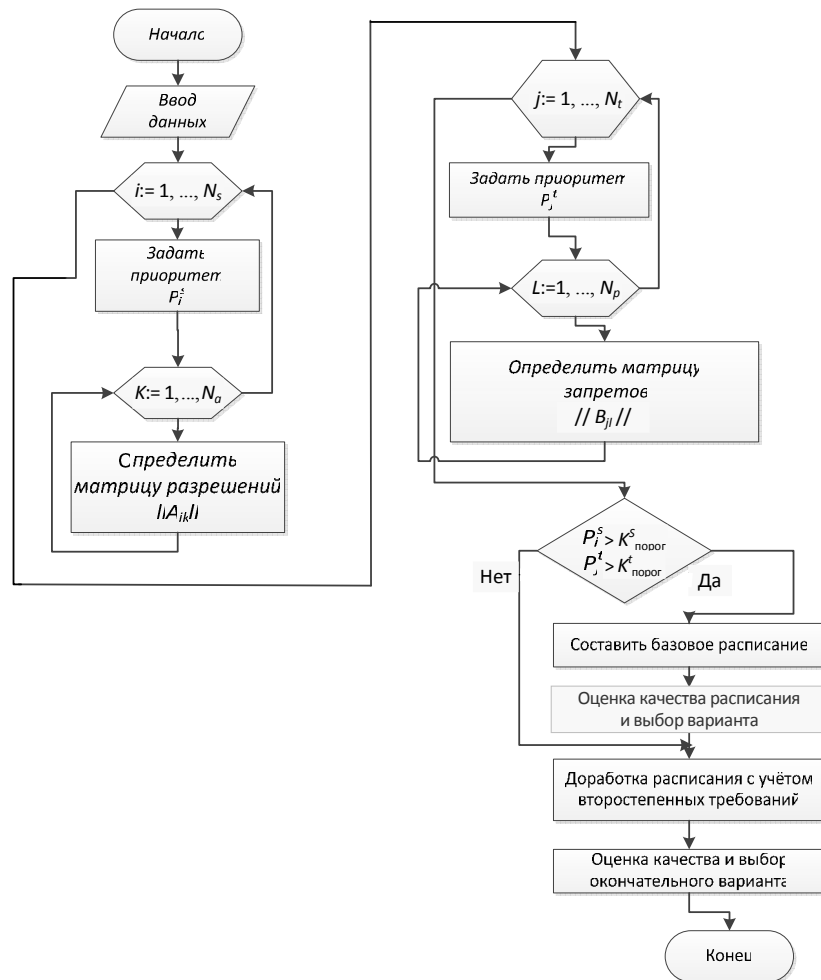 Началс
Ввод
данных
i:= 1, ..., Nₛ
Задать
приоритет
Pᵢˢ
K:= 1, ...,Nₐ
Спределить
матрицу разрешений
||Aᵢₖ||
j:= 1, ..., Nₜ
Задать приоритет
Pⱼᵗ
L:=1, ..., Nₚ
Определить матрицу
запретов
// Bⱼₗ //
Pᵢˢ > Kˢпорог
Pⱼᵗ > Kᵗпорог
Нет
Да
Составить базовое расписание
Оценка качества расписания
и выбор варианта
Доработка расписания с учётом
второстепенных требований
Оценка качества и выбор
окончательного варианта
Конец